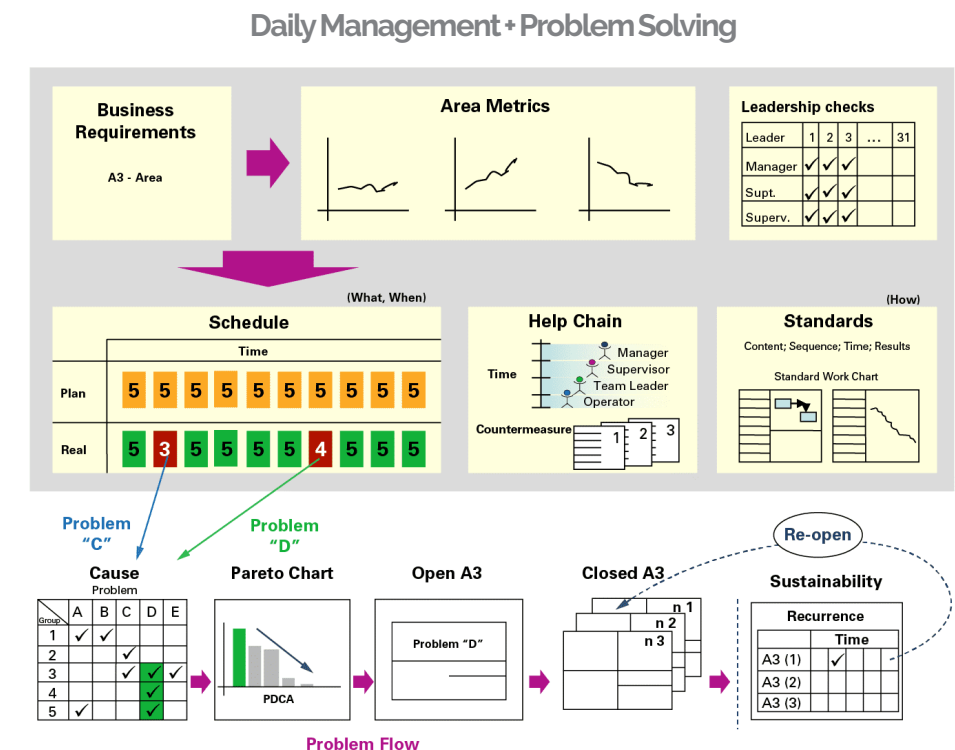 Daily Management + Problem Solving
Business
Requirements
A3 - Area
Area Metrics
Leadership checks
Leader 1 2 3 ... 31
Manager ✓ ✓ ✓
Supt. ✓ ✓ ✓
Superv. ✓ ✓ ✓
(What, When)
Schedule
Time
Plan 5 5 5 5 5 5 5 5 5 5
Real 5 3 5 5 5 5 4 5 5 5
Help Chain
Time
Manager
Supervisor
Team Leader
Operator
Countermeasure
1 2 3
(How)
Standards
Content; Sequence; Time; Results
Standard Work Chart
Problem
“C”
Problem
“D”
Cause
Problem
Group A B C D E
1 ✓ ✓
2 ✓
3 ✓ ✓ ✓
4 ✓
5 ✓ ✓
Pareto Chart
PDCA
Open A3
Problem “D”
Closed A3
n 1
n 2
n 3
Re-open
Sustainability
Recurrence
Time
A3 (1) ✓
A3 (2)
A3 (3)
Problem Flow